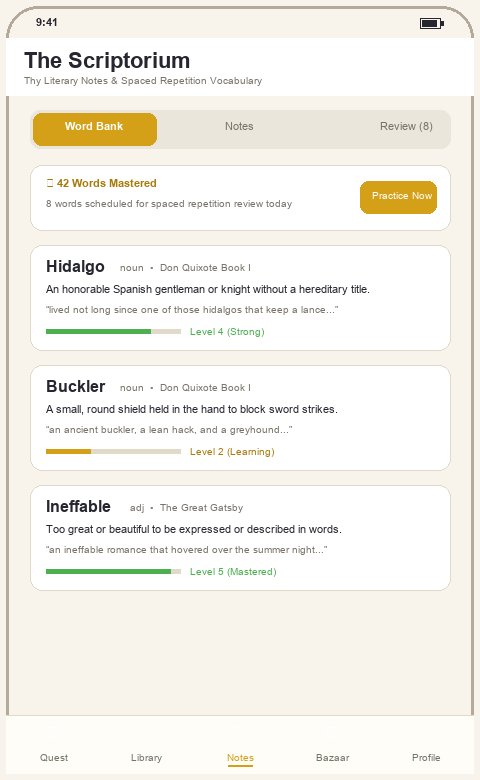 9:41
The Scriptorium
Thy Literary Notes & Spaced Repetition Vocabulary
Word Bank
Notes
Review (8)
42 Words Mastered
8 words scheduled for spaced repetition review today
Practice Now
Hidalgo noun • Don Quixote Book I
An honorable Spanish gentleman or knight without a hereditary title.
“lived not long since one of those hidalgos that keep a lance...”
Level 4 (Strong)
Buckler noun • Don Quixote Book I
A small, round shield held in the hand to block sword strikes.
“an ancient buckler, a lean hack, and a greyhound...”
Level 2 (Learning)
Ineffable adj • The Great Gatsby
Too great or beautiful to be expressed or described in words.
“an ineffable romance that hovered over the summer night...”
Level 5 (Mastered)
Quest
Library
Notes
Bazaar
Profile